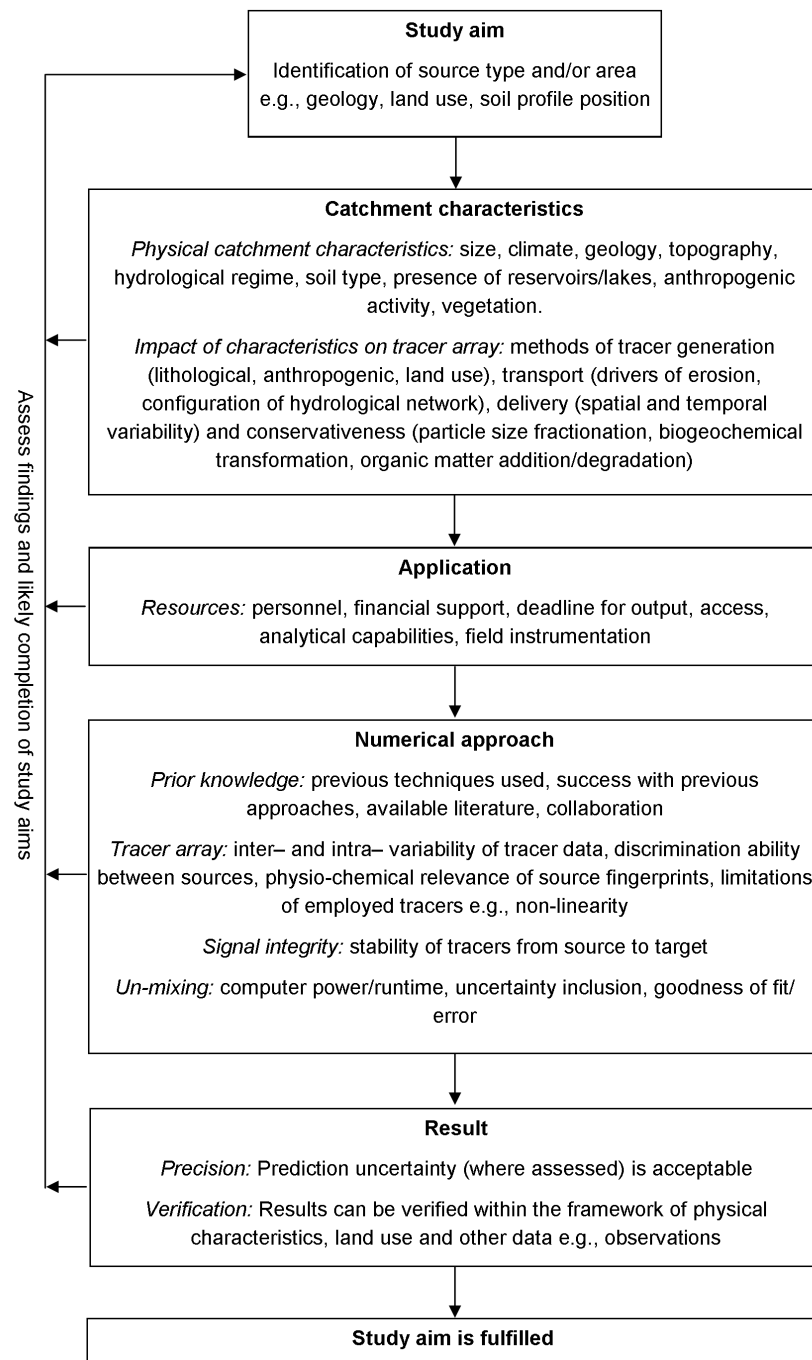 Study aim
Identification of source type and/or area
e.g., geology, land use, soil profile position
Catchment characteristics
Physical catchment characteristics: size, climate, geology, topography,
hydrological regime, soil type, presence of reservoirs/lakes, anthropogenic
activity, vegetation.
Impact of characteristics on tracer array: methods of tracer generation
(lithological, anthropogenic, land use), transport (drivers of erosion,
configuration of hydrological network), delivery (spatial and temporal
variability) and conservativeness (particle size fractionation, biogeochemical
transformation, organic matter addition/degradation)
Application
Resources: personnel, financial support, deadline for output, access,
analytical capabilities, field instrumentation
Numerical approach
Prior knowledge: previous techniques used, success with previous
approaches, available literature, collaboration
Tracer array: inter– and intra– variability of tracer data, discrimination ability
between sources, physio-chemical relevance of source fingerprints, limitations
of employed tracers e.g., non-linearity
Signal integrity: stability of tracers from source to target
Un-mixing: computer power/runtime, uncertainty inclusion, goodness of fit/
error
Result
Precision: Prediction uncertainty (where assessed) is acceptable
Verification: Results can be verified within the framework of physical
characteristics, land use and other data e.g., observations
Study aim is fulfilled
Assess findings and likely completion of study aims